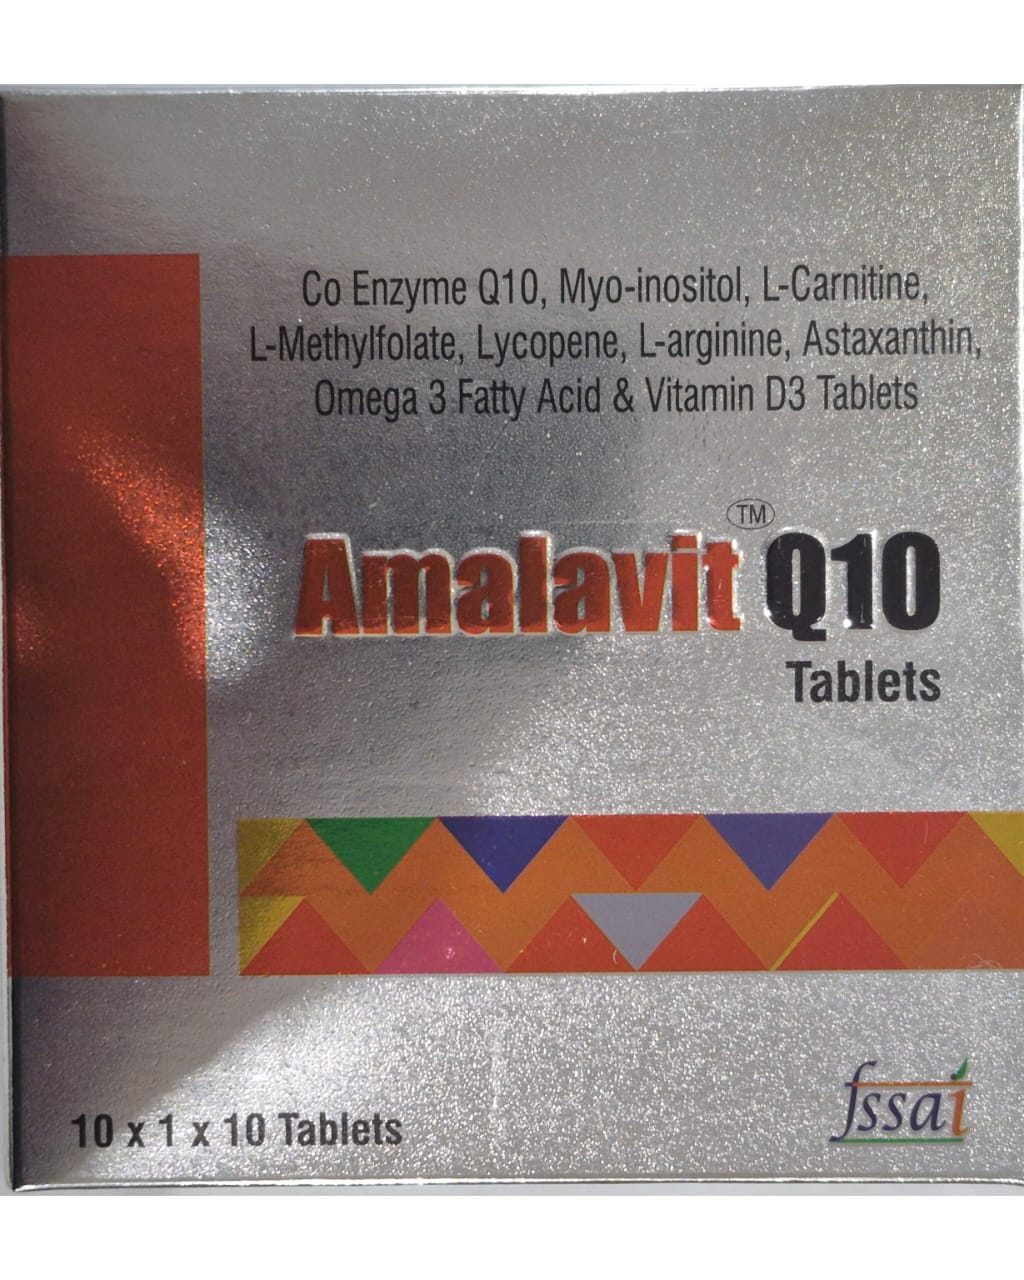 Co Enzyme Q10, Myo-inositol, L-Carnitine,
L-Methylfolate, Lycopene, L-arginine, Astaxanthin,
Omega 3 Fatty Acid & Vitamin D3 Tablets
Amalavit™ Q10
Tablets
10 x 1 x 10 Tablets
fssai